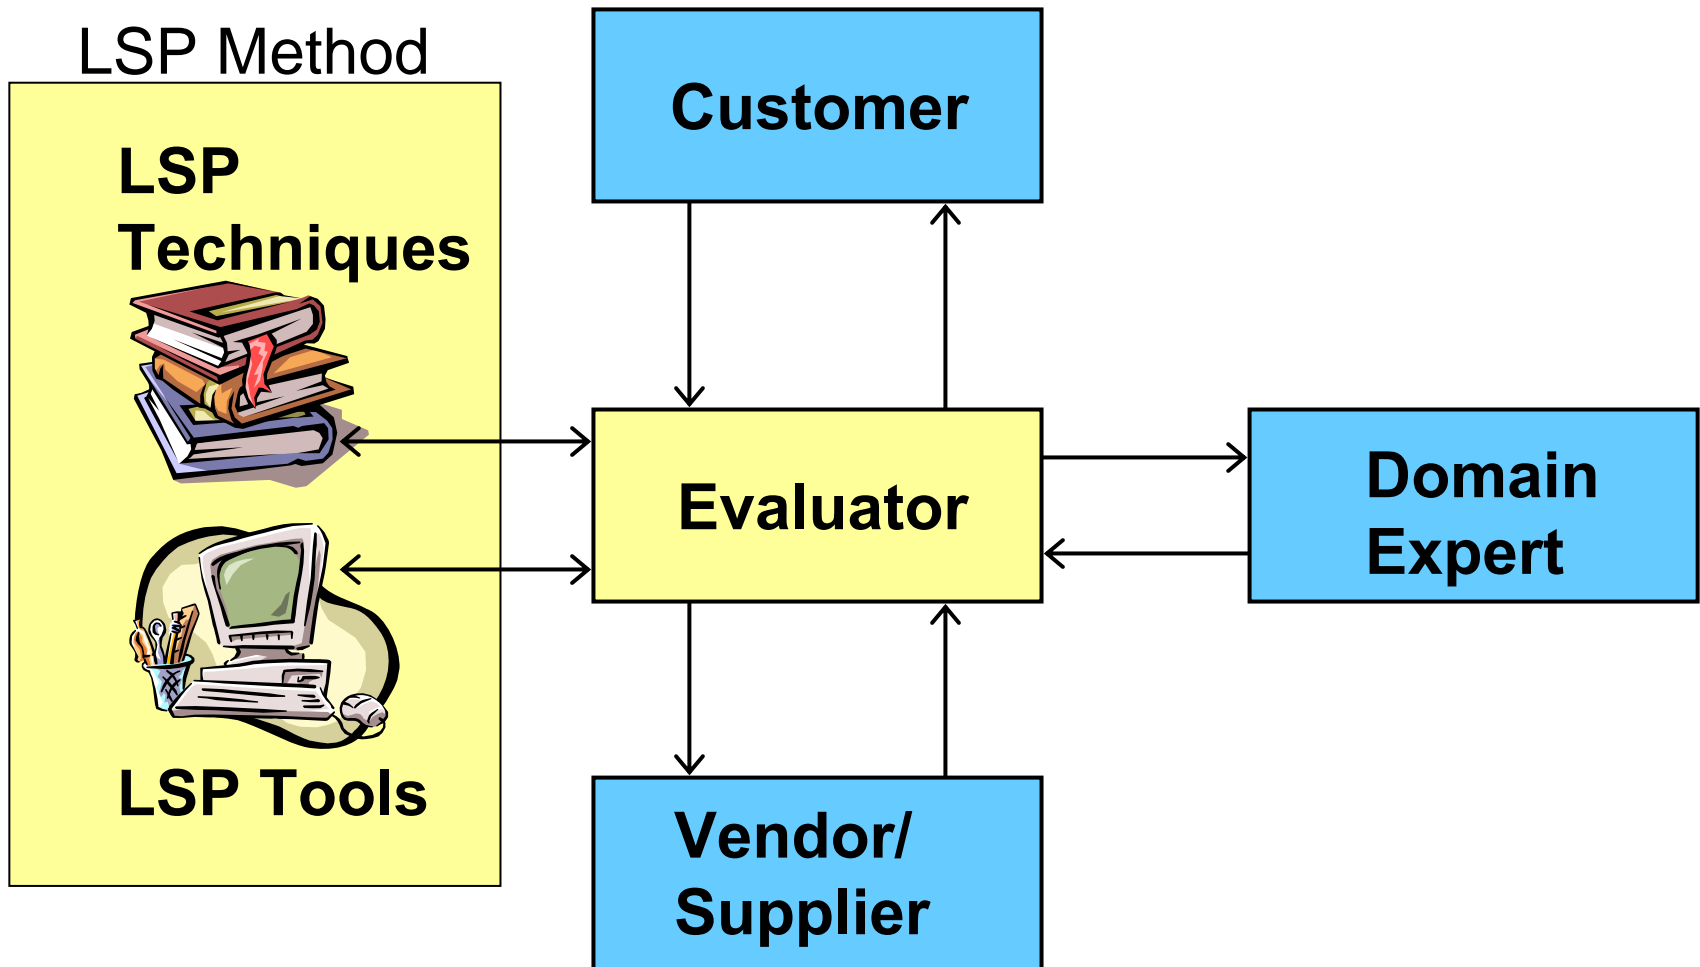 LSP Method
LSP
Techniques
LSP Tools
Customer
Evaluator
Domain
Expert
Vendor/
Supplier